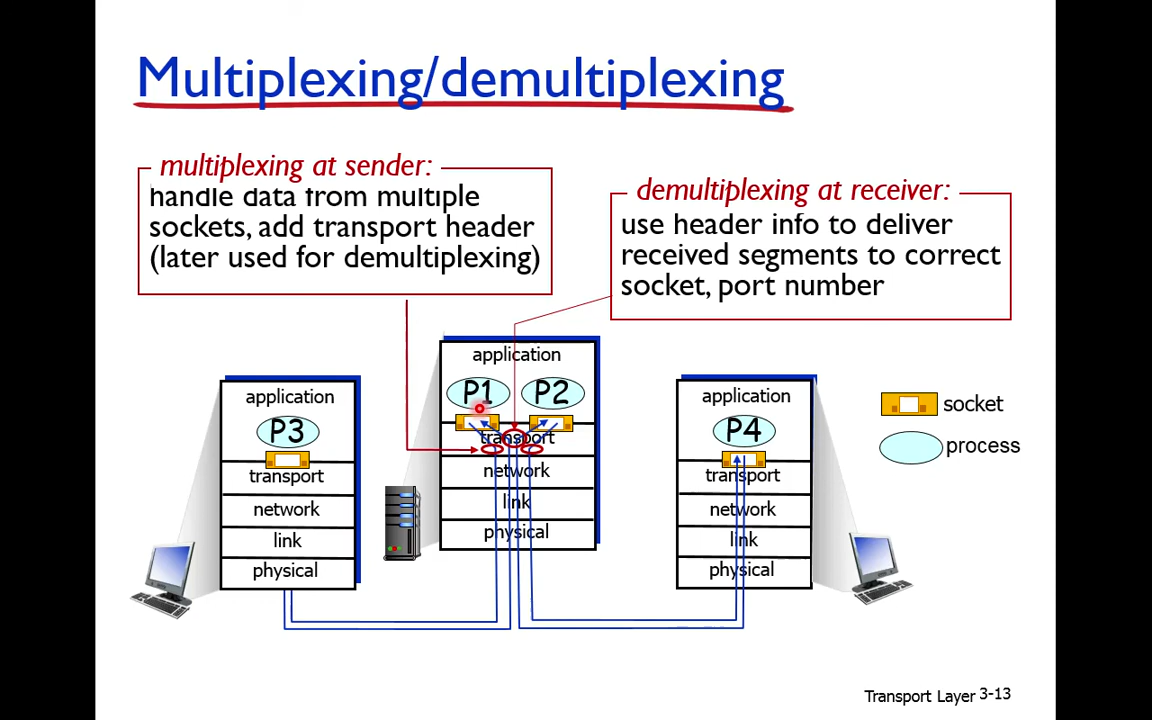 Multiplexing/demultiplexing
multiplexing at sender:
handle data from multiple
sockets, add transport header
(later used for demultiplexing)
demultiplexing at receiver:
use header info to deliver
received segments to correct
socket, port number
application
P1 P2
transport
network
link
physical
application
P3
transport
network
link
physical
application
P4
transport
network
link
physical
socket
process
Transport Layer 3-13